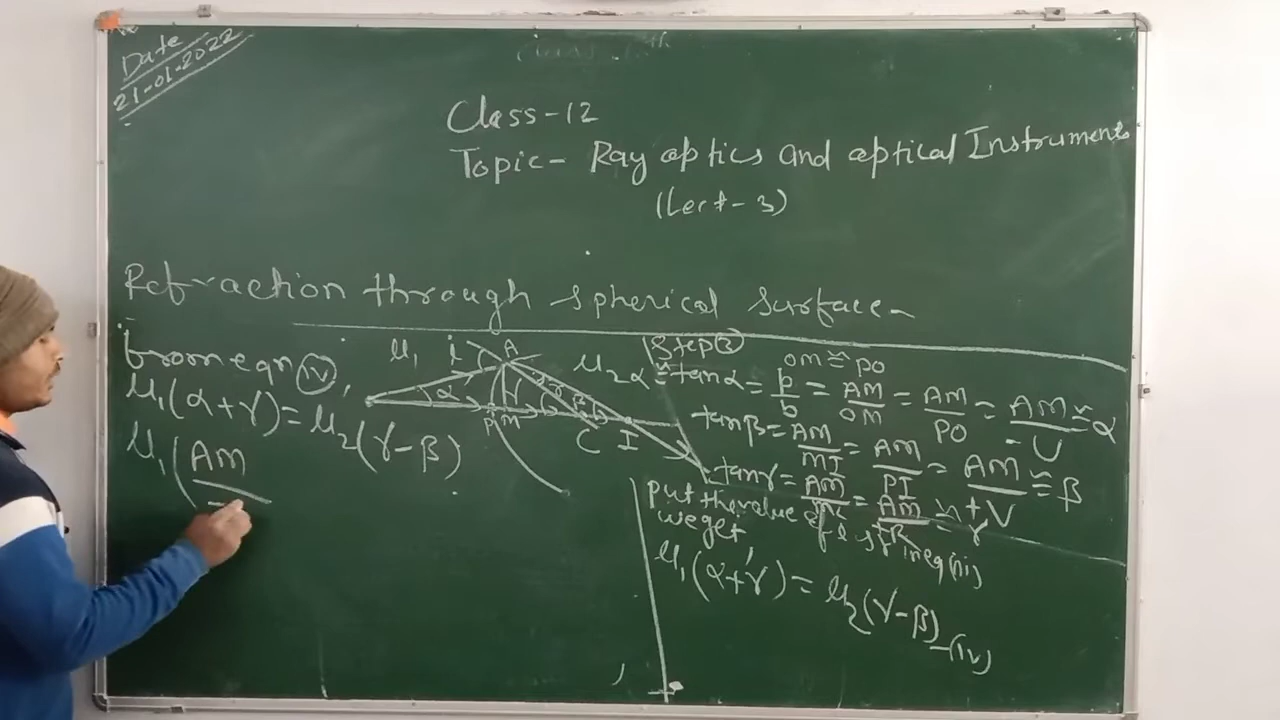 Date
21-01-2022
Class-12
Topic- Ray optics and optical Instruments
(Lect-3)
Refraction through spherical surface-
from eqn (iv),
μ₁(α+γ)=μ₂(γ-β)
μ₁(AM/-
μ₁ i A μ₂
α γ β
P M C I
Step(3)
OM≅PO
α≅tanα=p/b=AM/OM=AM/PO=AM/-U≅α
tanβ=AM/MI=AM/PI=AM/+V≅β
tanγ=AM/MC=AM/+R≅γ
put the value of i & r in eq(iii)
we get
μ₁(α+γ)=μ₂(γ-β)-(iv)